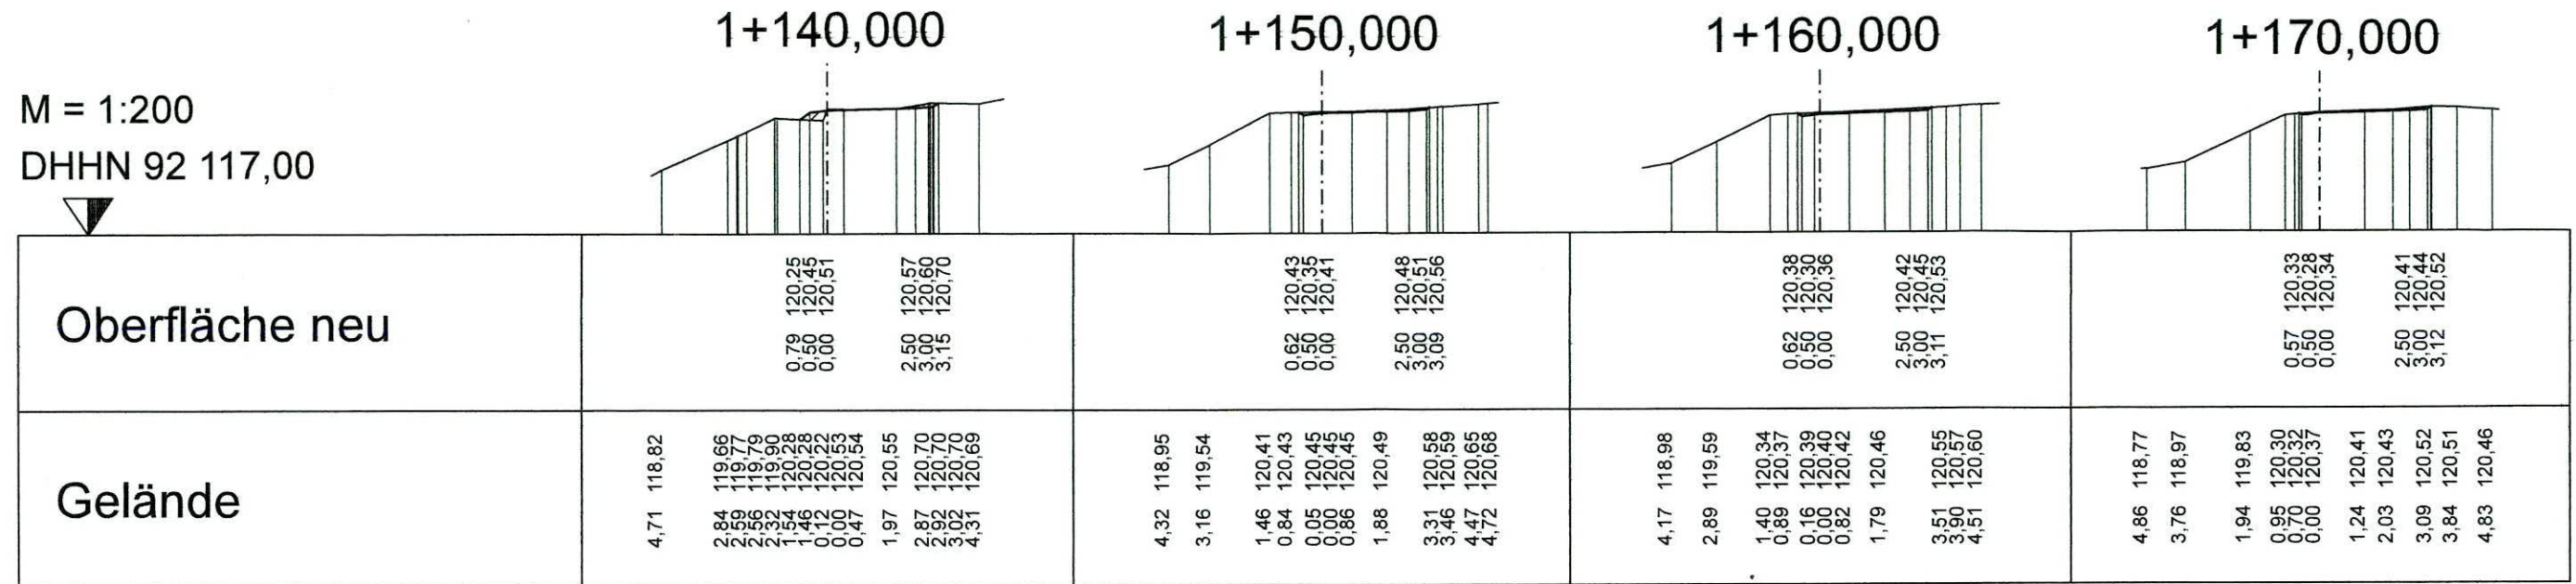 1+140,000 1+150,000 1+160,000 1+170,000
M = 1:200
DHHN 92 117,00
Oberfläche neu
120,25 120,45 120,51 120,57 120,60 120,70
0,79 0,50 0,00 2,50 3,00 3,15
120,43 120,35 120,41 120,48 120,51 120,56
0,62 0,50 0,00 2,50 3,00 3,09
120,38 120,30 120,36 120,42 120,45 120,53
0,62 0,50 0,00 2,50 3,00 3,11
120,33 120,28 120,34 120,41 120,44 120,52
0,57 0,50 0,00 2,50 3,00 3,12
Gelände
118,82 119,66 119,77 119,79 119,90 120,28 120,28 120,22 120,53 120,54 120,55 120,70 120,70 120,70 120,69
4,71 2,84 2,59 2,56 2,32 1,54 1,46 0,12 0,00 0,47 1,97 2,87 2,92 3,02 4,31
118,95 119,54 120,41 120,43 120,45 120,45 120,45 120,49 120,58 120,59 120,65 120,68
4,32 3,16 1,46 0,84 0,05 0,00 0,86 1,88 3,31 3,46 4,47 4,72
118,98 119,59 120,34 120,37 120,39 120,40 120,42 120,46 120,55 120,57 120,60
4,17 2,89 1,40 0,89 0,16 0,00 0,82 1,79 3,51 3,90 4,51
118,77 118,97 119,83 120,30 120,32 120,37 120,41 120,43 120,52 120,51 120,46
4,86 3,76 1,94 0,95 0,70 0,00 1,24 2,03 3,09 3,84 4,83